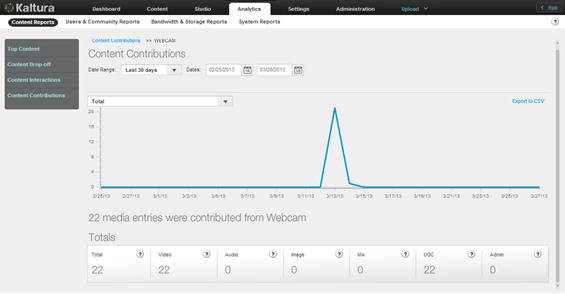 Kaltura Dashboard Content Studio Analytics Settings Administration Upload
Content Reports Users & Community Reports Bandwidth & Storage Reports System Reports ?
Top Content
Content Drop-off
Content Interactions
Content Contributions
Content Contributions >> WEBCAM
Content Contributions
Date Range: Last 30 days Dates: 02/25/2013 03/28/2013
Total
Export to CSV
20
16
12
8
4
0
2/25/13 2/27/13 3/1/13 3/3/13 3/5/13 3/7/13 3/9/13 3/11/13 3/13/13 3/15/13 3/17/13 3/19/13 3/21/13 3/23/13 3/25/13 3/27/13
22 media entries were contributed from Webcam
Totals
Total ? Video ? Audio ? Image ? Mix ? UGC ? Admin ?
22 22 0 0 0 22 0